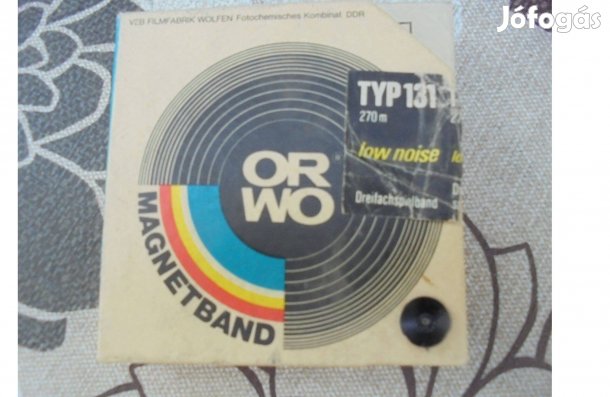 Jófogás
VEB FILMFABRIK WOLFEN Fotochemisches Kombinat DDR
TYP 131
270 m
low noise
Dreifachspielband
OR
WO
MAGNETBAND